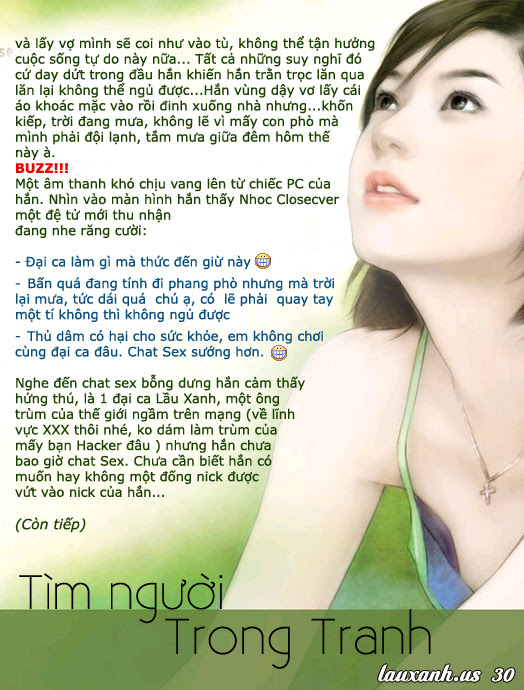 và lấy vợ mình sẽ coi như vào tù, không thể tận hưởng
cuộc sống tự do này nữa... Tất cả những suy nghĩ đó
cứ day dứt trong đầu hắn khiến hắn trằn trọc lăn qua
lăn lại không thể ngủ được...Hắn vùng dậy vơ lấy cái
áo khoác mặc vào rồi đinh xuống nhà nhưng...khốn
kiếp, trời đang mưa, không lẽ vì mấy con phò mà
mình phải đội lạnh, tắm mưa giữa đêm hôm thế
này à.
BUZZ!!!
Một âm thanh khó chịu vang lên từ chiếc PC của
hắn. Nhìn vào màn hình hắn thấy Nhoc Closecver
một đệ tử mới thu nhận
đang nhe răng cười:
- Đại ca làm gì mà thức đến giừ này
- Bấn quá đang tính đi phang phò nhưng mà trời
lại mưa, tức dái quá chú ạ, có lẽ phải quay tay
một tí không thì không ngủ được
- Thủ dâm có hại cho sức khỏe, em không chơi
cùng đại ca đâu. Chat Sex sướng hơn.
Nghe đến chat sex bỗng dưng hắn cảm thấy
hứng thú, là 1 đại ca Lầu Xanh, một ông
trùm của thế giới ngầm trên mạng (về lĩnh
vực XXX thôi nhé, ko dám làm trùm của
mấy bạn Hacker đâu ) nhưng hắn chưa
bao giờ chat Sex. Chưa cần biết hắn có
muốn hay không một đống nick được
vứt vào nick của hắn...
(Còn tiếp)
Tìm người
Trong Tranh
lauxanh.us 30